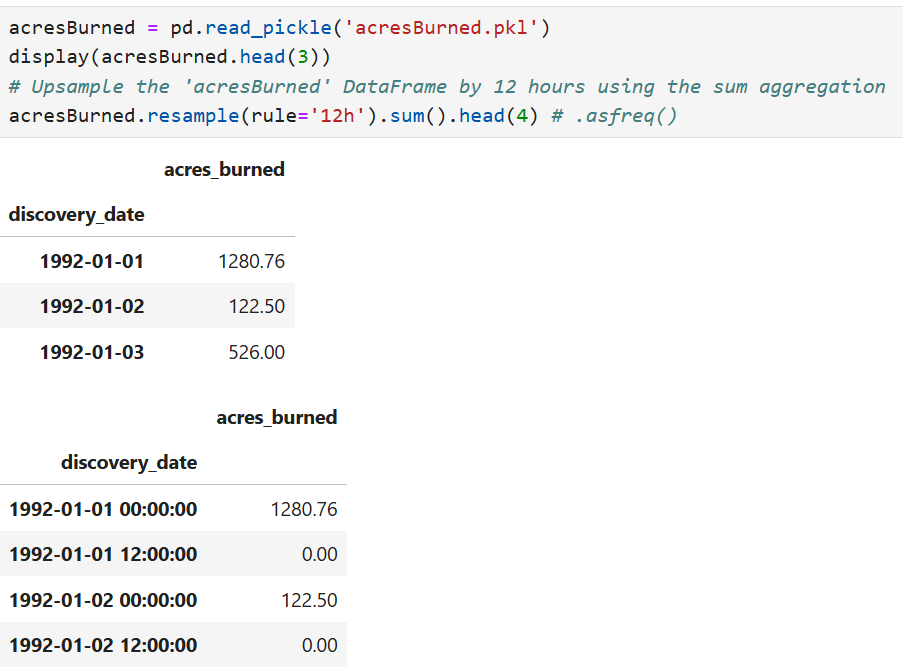 acresBurned = pd.read_pickle('acresBurned.pkl')
display(acresBurned.head(3))
# Upsample the 'acresBurned' DataFrame by 12 hours using the sum aggregation
acresBurned.resample(rule='12h').sum().head(4) # .asfreq()
acres_burned
discovery_date
1992-01-01 1280.76
1992-01-02 122.50
1992-01-03 526.00
acres_burned
discovery_date
1992-01-01 00:00:00 1280.76
1992-01-01 12:00:00 0.00
1992-01-02 00:00:00 122.50
1992-01-02 12:00:00 0.00